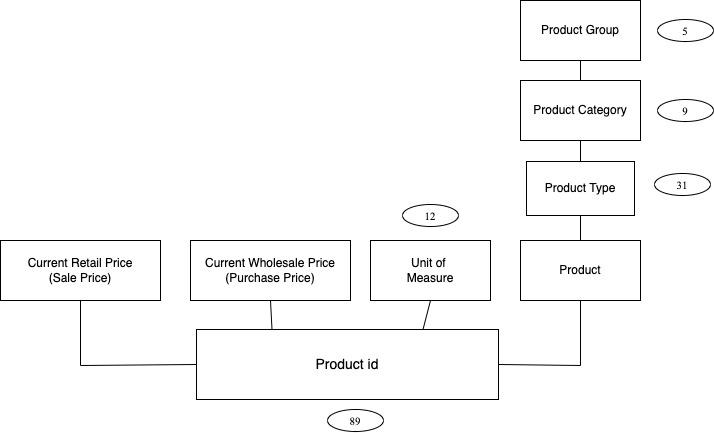 Product Group
5
Product Category
9
Product Type
31
12
Current Retail Price
(Sale Price)
Current Wholesale Price
(Purchase Price)
Unit of
Measure
Product
Product id
89